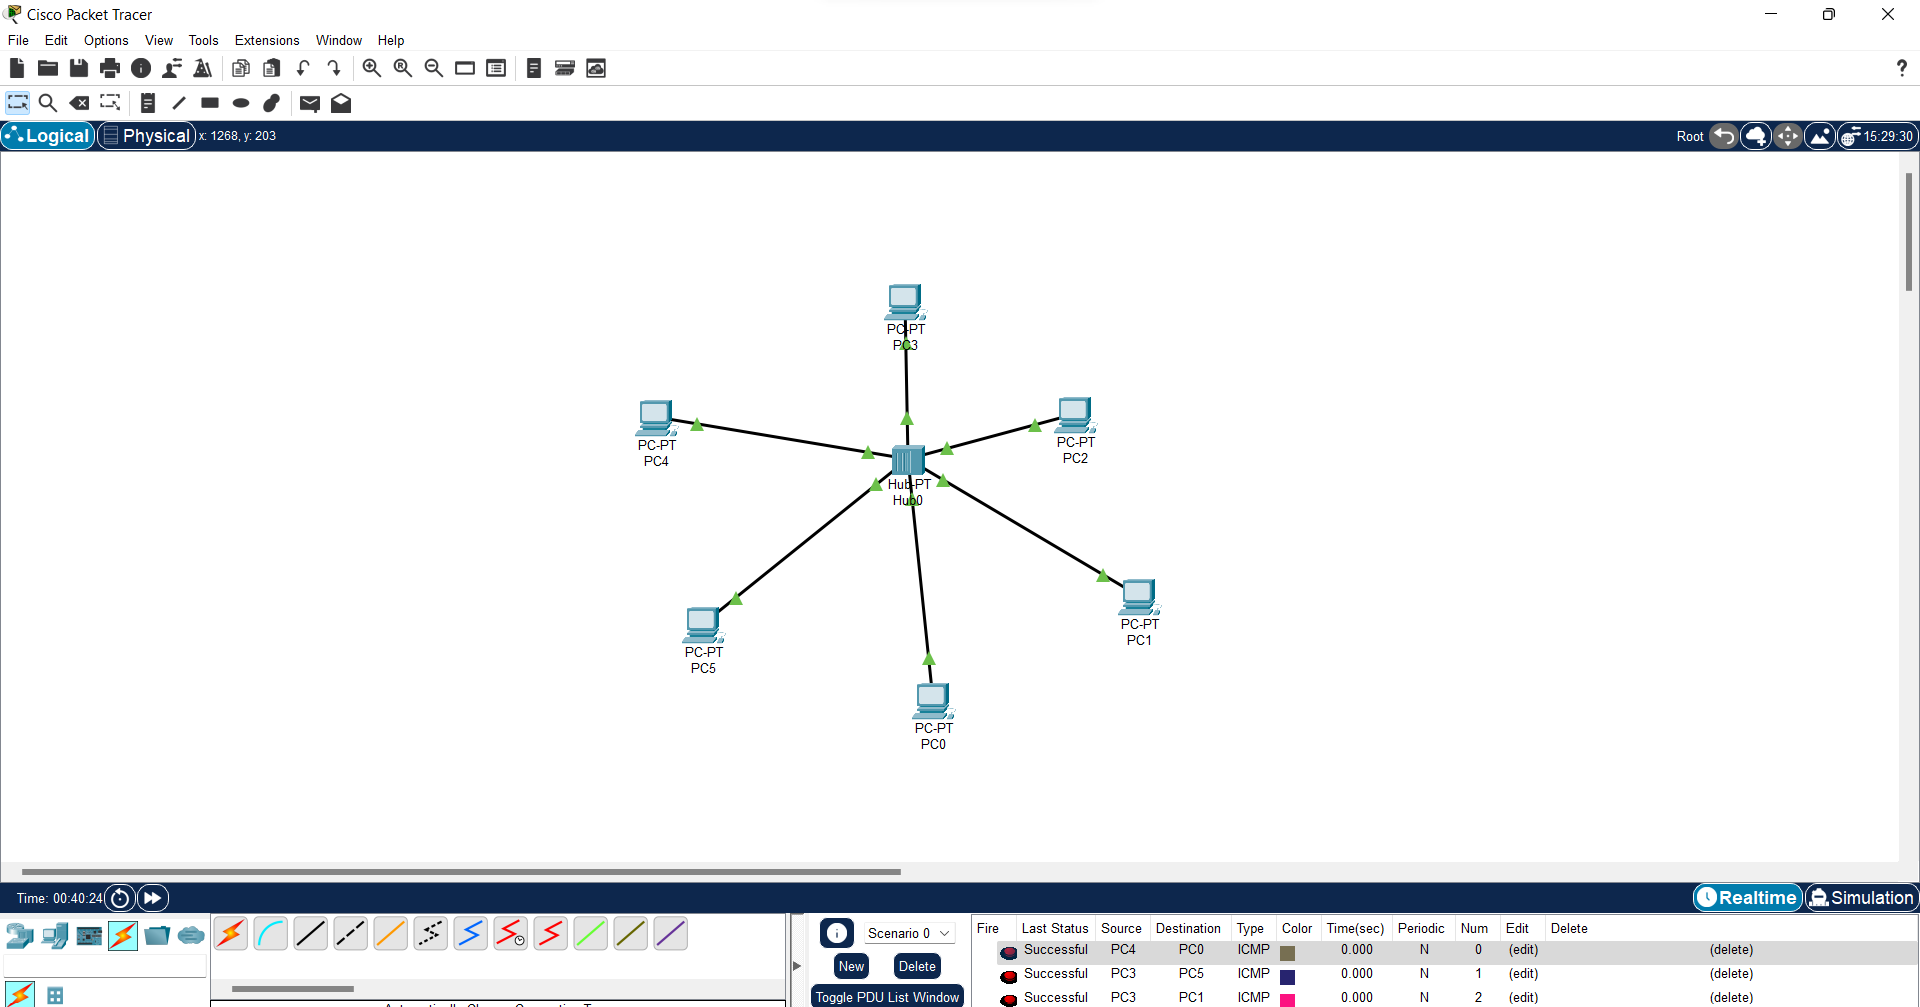 Cisco Packet Tracer
File Edit Options View Tools Extensions Window Help
Logical Physical x: 1268, y: 203 Root 15:29:30
PC-PT
PC3
PC-PT
PC4
PC-PT
PC2
Hub-PT
Hub0
PC-PT
PC1
PC-PT
PC5
PC-PT
PC0
Time: 00:40:24 Realtime Simulation
Scenario 0
New Delete
Toggle PDU List Window
Fire Last Status Source Destination Type Color Time(sec) Periodic Num Edit Delete
Successful PC4 PC0 ICMP 0.000 N 0 (edit) (delete)
Successful PC3 PC5 ICMP 0.000 N 1 (edit) (delete)
Successful PC3 PC1 ICMP 0.000 N 2 (edit) (delete)